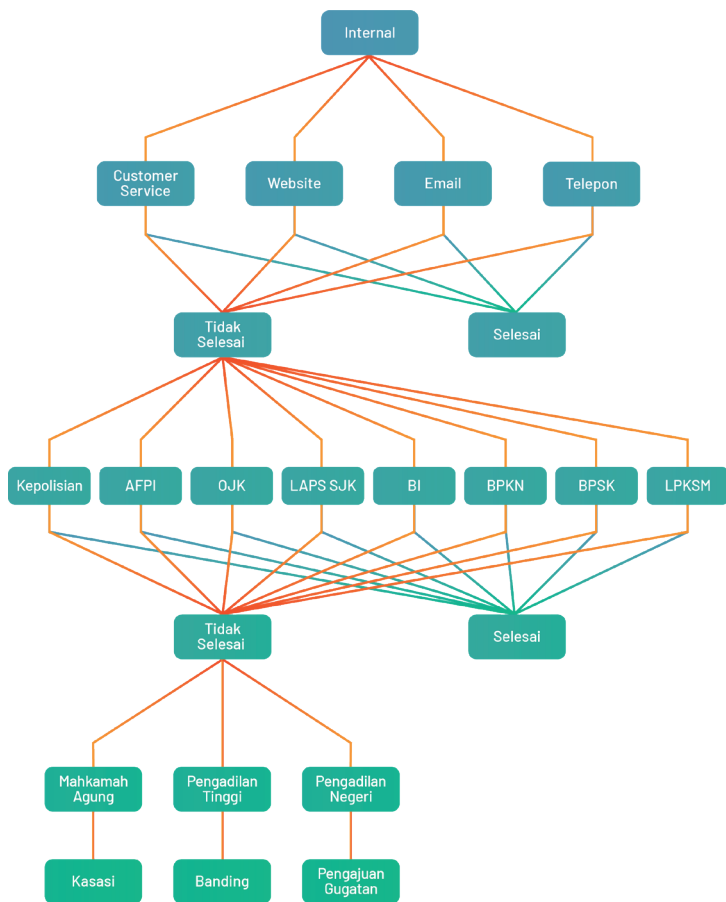 Internal
Customer
Service
Website
Email
Telepon
Tidak
Selesai
Selesai
Kepolisian
AFPI
OJK
LAPS SJK
BI
BPKN
BPSK
LPKSM
Tidak
Selesai
Selesai
Mahkamah
Agung
Pengadilan
Tinggi
Pengadilan
Negeri
Kasasi
Banding
Pengajuan
Gugatan